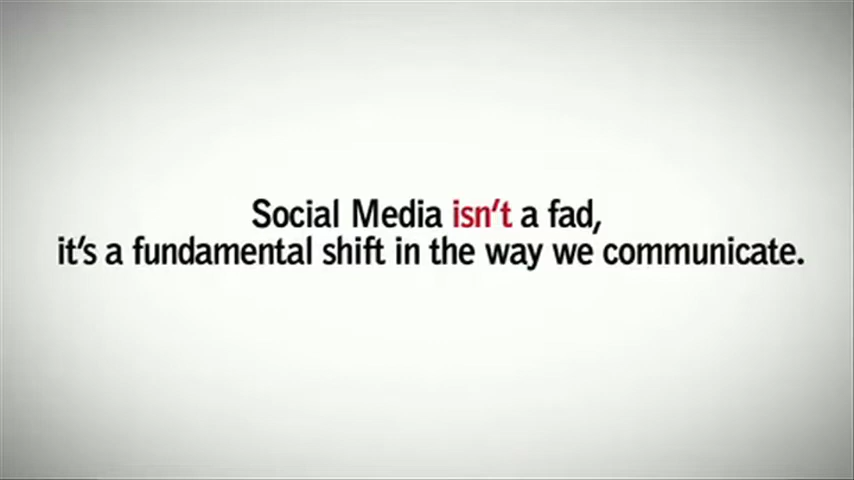 Social Media isn't a fad,
it's a fundamental shift in the way we communicate.